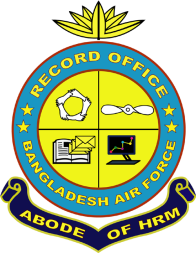 RECORD OFFICE
BANGLADESH AIR FORCE
ABODE OF HRM